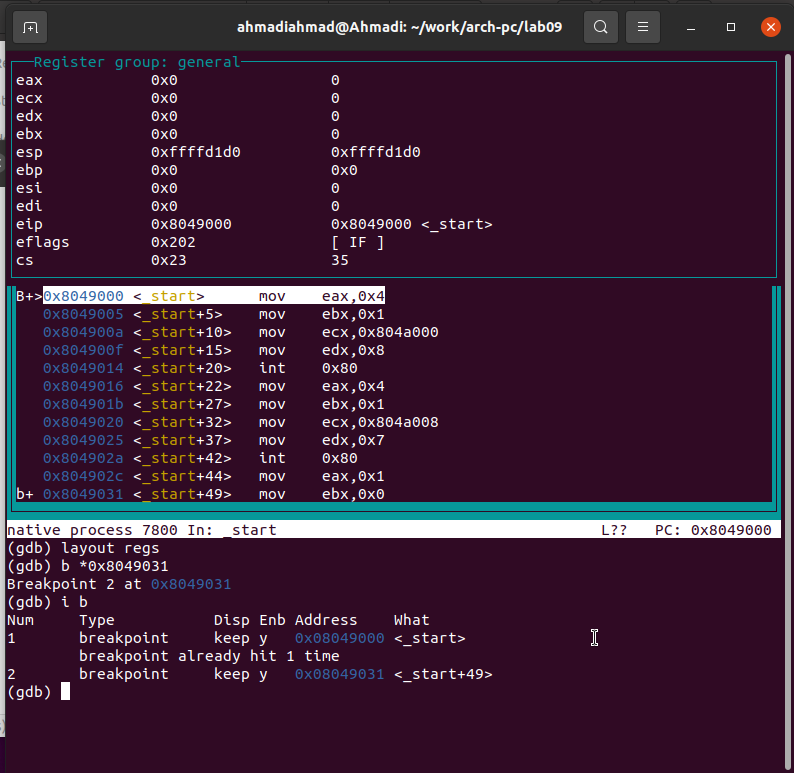 ahmadiahmad@Ahmadi: ~/work/arch-pc/lab09
Register group: general
eax 0x0 0
ecx 0x0 0
edx 0x0 0
ebx 0x0 0
esp 0xffffd1d0 0xffffd1d0
ebp 0x0 0x0
esi 0x0 0
edi 0x0 0
eip 0x8049000 0x8049000 <_start>
eflags 0x202 [ IF ]
cs 0x23 35
B+>0x8049000 <_start> mov eax,0x4
0x8049005 <_start+5> mov ebx,0x1
0x804900a <_start+10> mov ecx,0x804a000
0x804900f <_start+15> mov edx,0x8
0x8049014 <_start+20> int 0x80
0x8049016 <_start+22> mov eax,0x4
0x804901b <_start+27> mov ebx,0x1
0x8049020 <_start+32> mov ecx,0x804a008
0x8049025 <_start+37> mov edx,0x7
0x804902a <_start+42> int 0x80
0x804902c <_start+44> mov eax,0x1
b+ 0x8049031 <_start+49> mov ebx,0x0
native process 7800 In: _start L?? PC: 0x8049000
(gdb) layout regs
(gdb) b *0x8049031
Breakpoint 2 at 0x8049031
(gdb) i b
Num Type Disp Enb Address What
1 breakpoint keep y 0x08049000 <_start>
breakpoint already hit 1 time
2 breakpoint keep y 0x08049031 <_start+49>
(gdb)